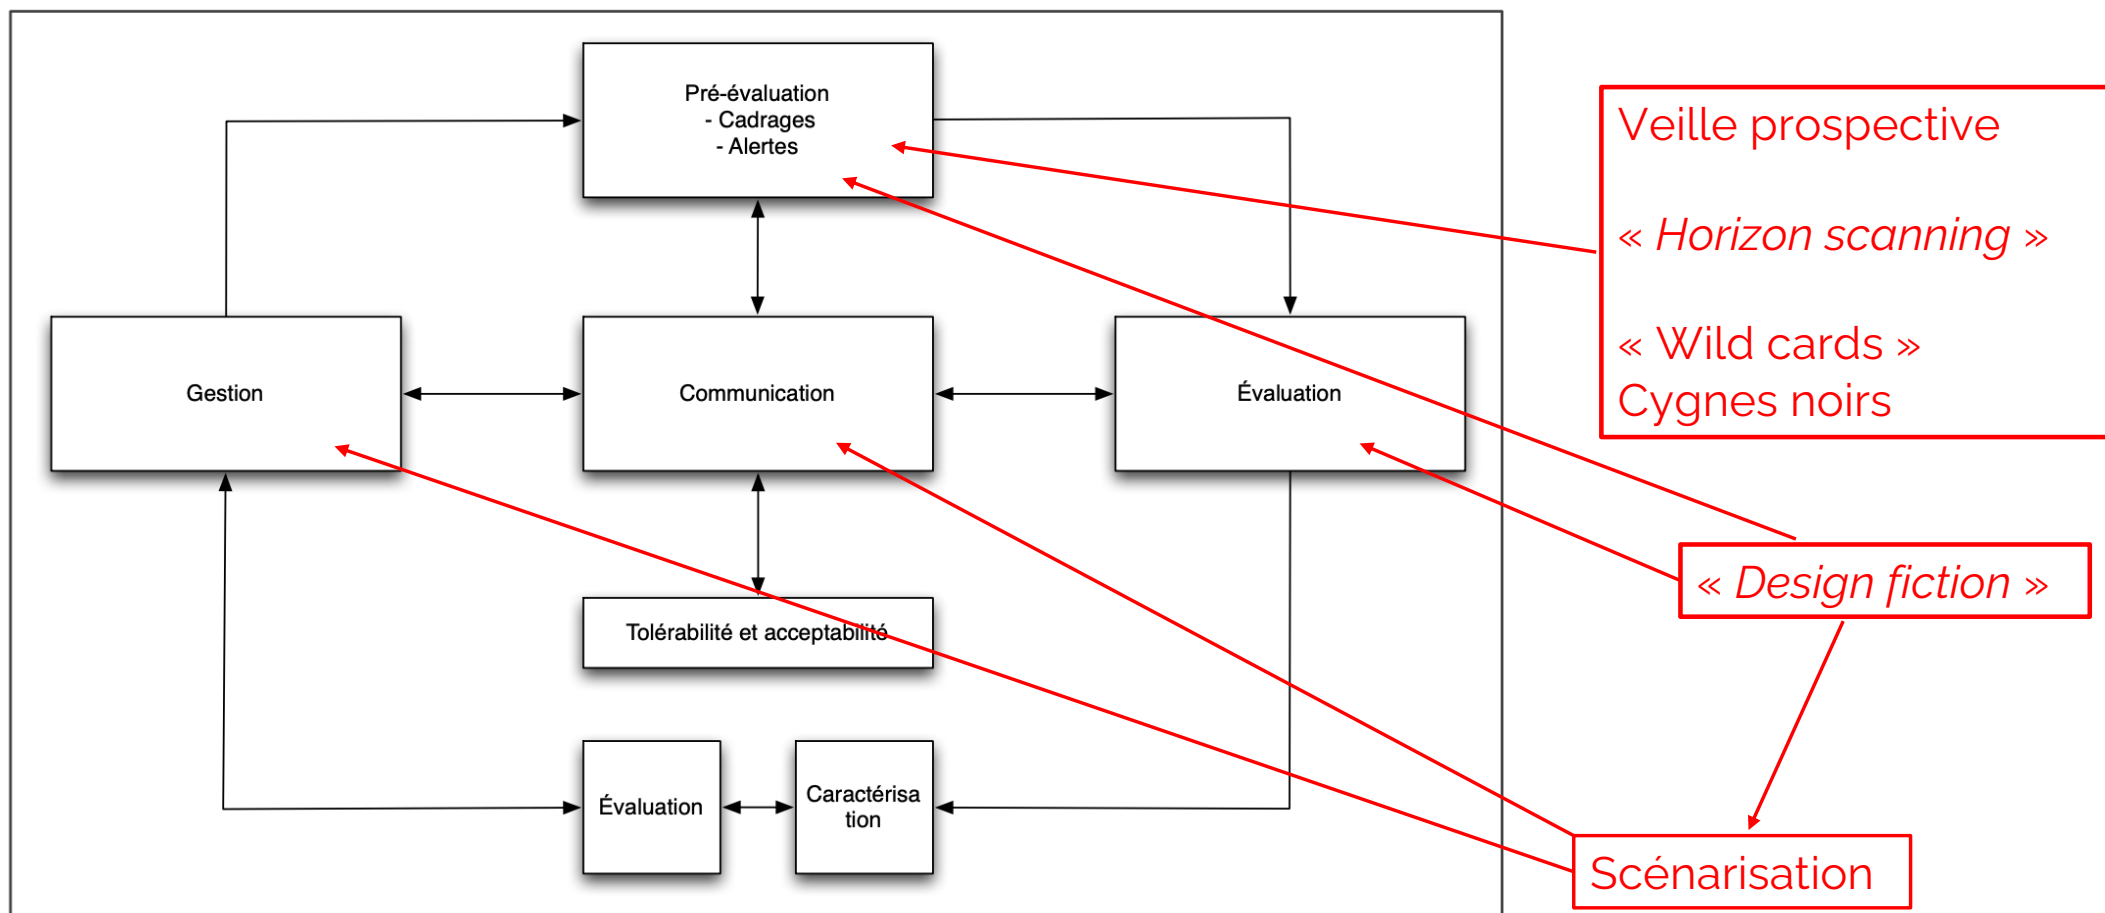 Pré-évaluation
- Cadrages
- Alertes
Gestion
Communication
Évaluation
Tolérabilité et acceptabilité
Évaluation
Caractérisa
tion
Veille prospective
« Horizon scanning »
« Wild cards »
Cygnes noirs
« Design fiction »
Scénarisation